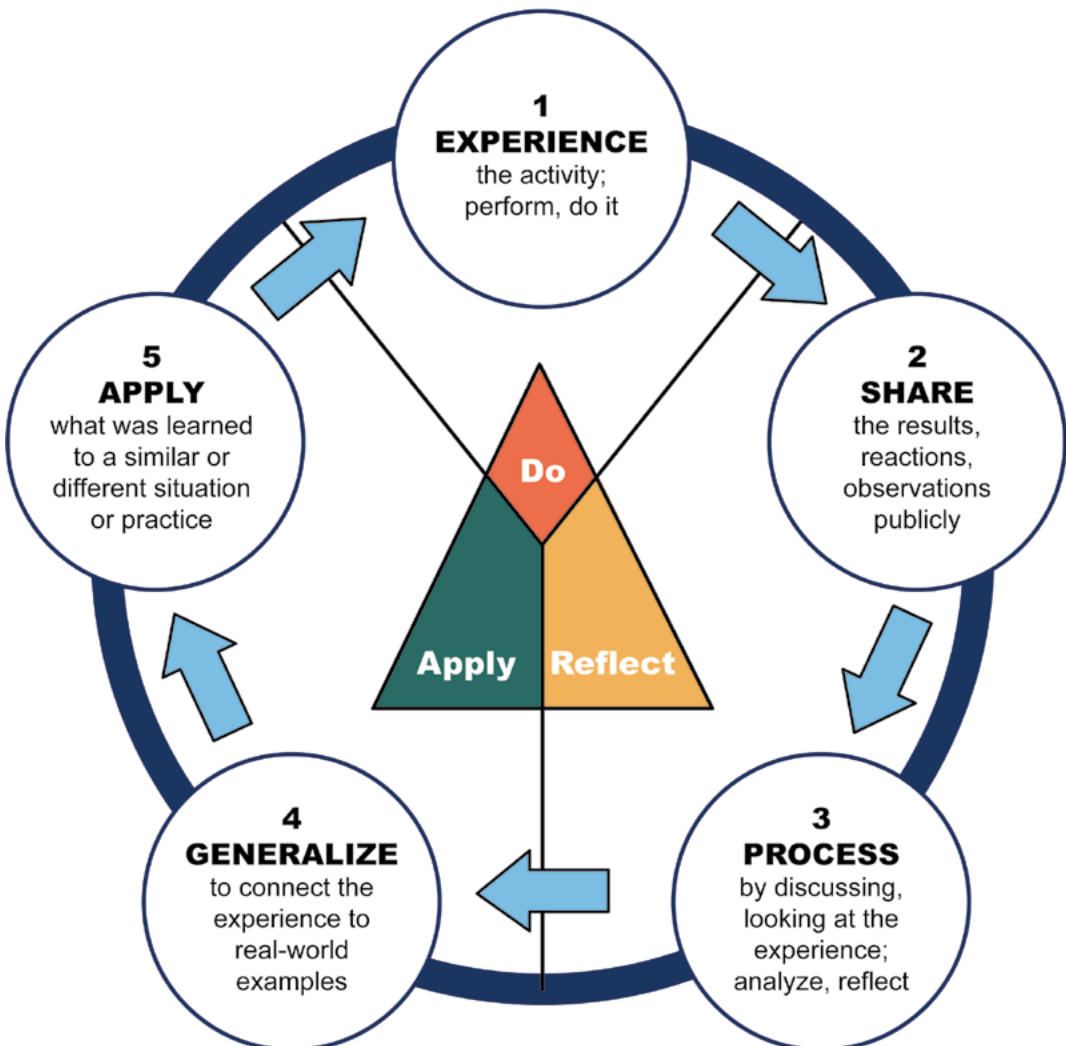 1
EXPERIENCE
the activity;
perform, do it
2
SHARE
the results,
reactions,
observations
publicly
3
PROCESS
by discussing,
looking at the
experience;
analyze, reflect
4
GENERALIZE
to connect the
experience to
real-world
examples
5
APPLY
what was learned
to a similar or
different situation
or practice
Do
Reflect
Apply